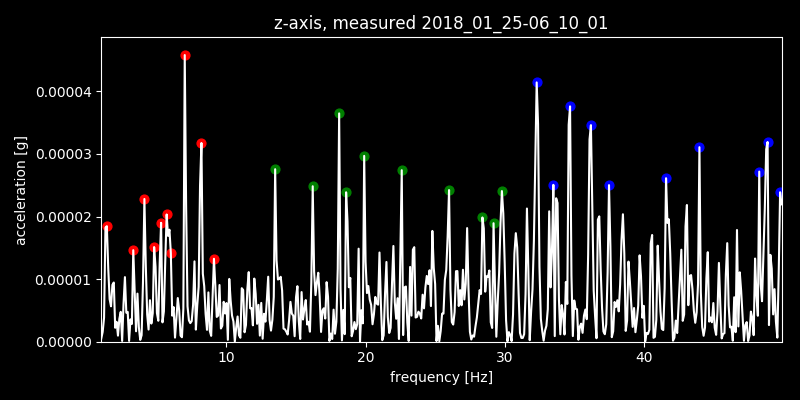 z-axis, measured 2018_01_25-06_10_01
0.00004
0.00003
0.00002
0.00001
0.00000
acceleration [g]
10 20 30 40
frequency [Hz]